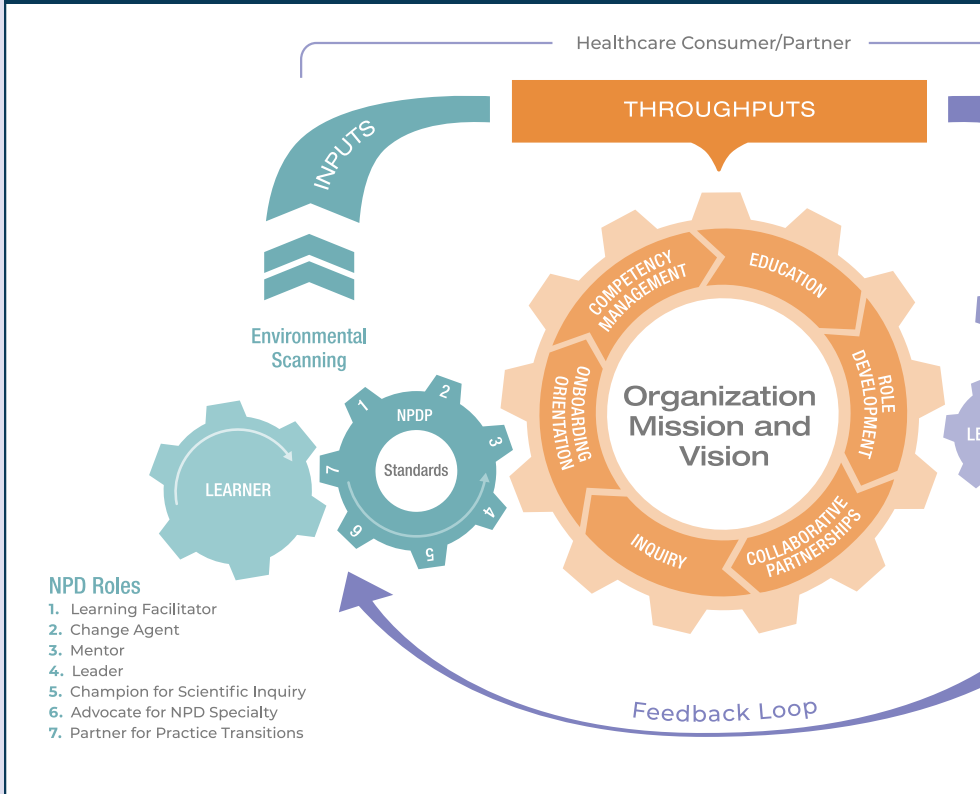 Healthcare Consumer/Partner
THROUGHPUTS
INPUTS
Environmental
Scanning
LEARNER
NPDP
Standards
1
2
3
4
5
6
7
COMPETENCY
MANAGEMENT
EDUCATION
ROLE
DEVELOPMENT
COLLABORATIVE
PARTNERSHIPS
INQUIRY
ONBOARDING
ORIENTATION
Organization
Mission and
Vision
LE
NPD Roles
1. Learning Facilitator
2. Change Agent
3. Mentor
4. Leader
5. Champion for Scientific Inquiry
6. Advocate for NPD Specialty
7. Partner for Practice Transitions
Feedback Loop